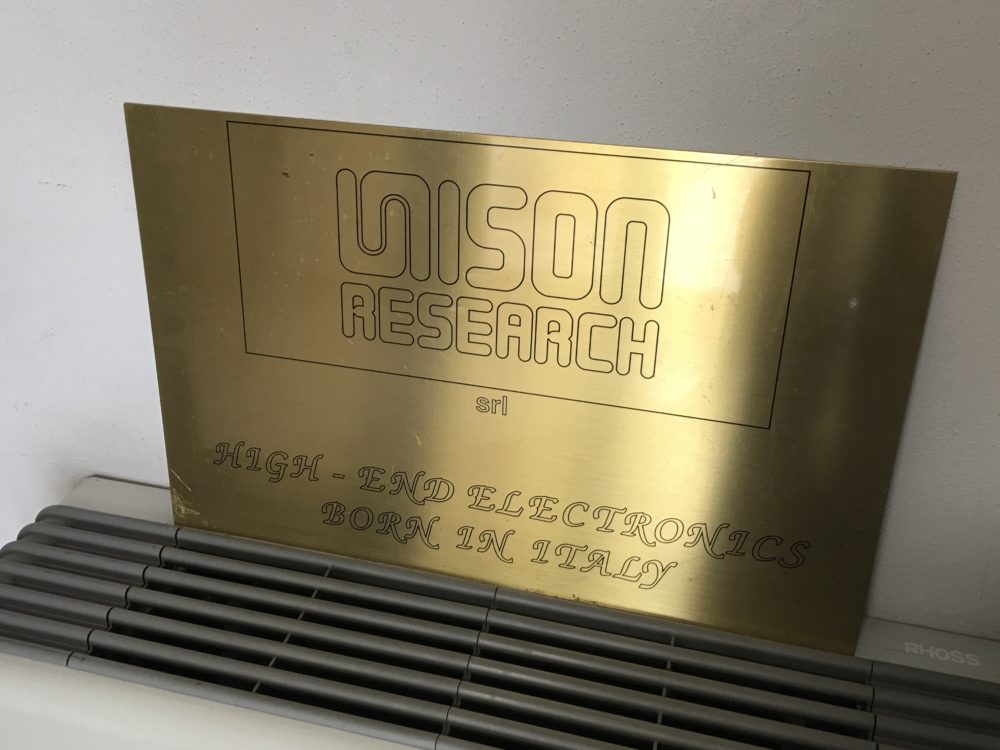 UNISON
RESEARCH
srl
HIGH - END ELECTRONICS
BORN IN ITALY
RHOSS